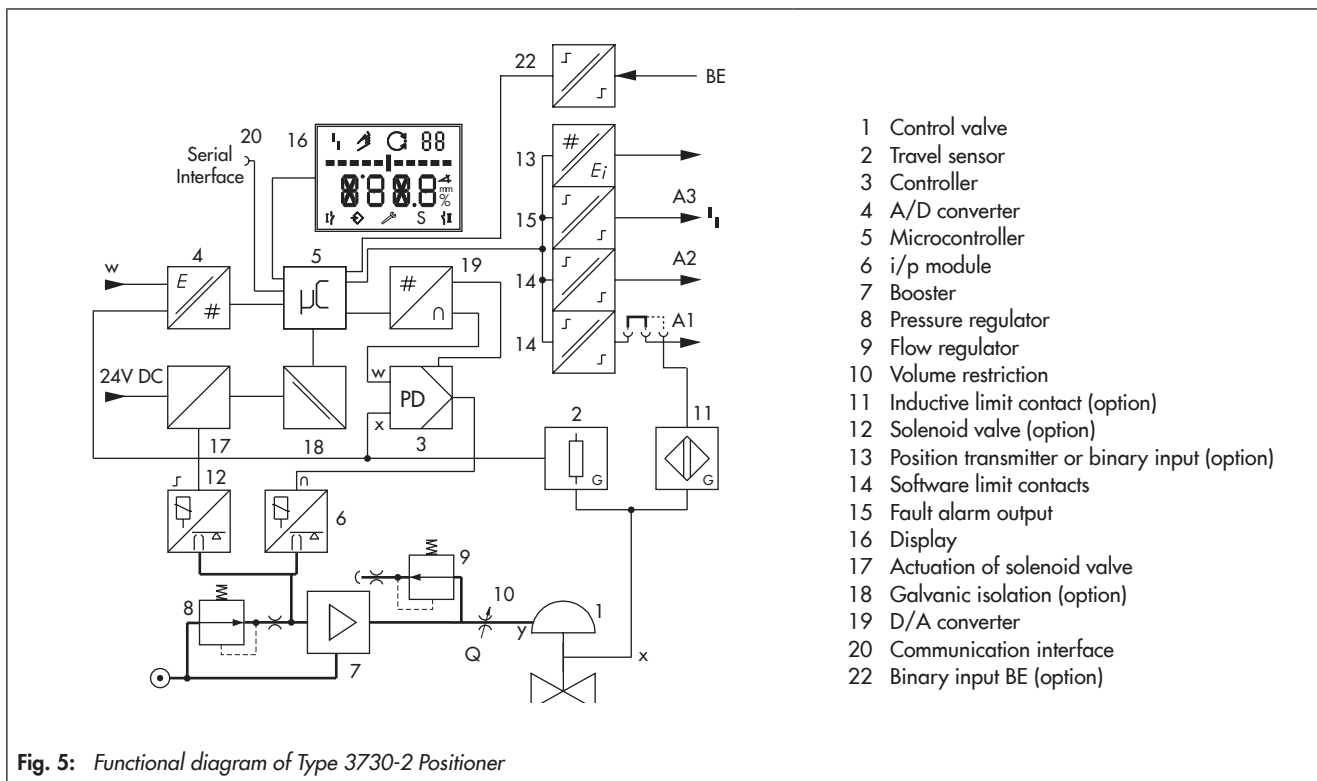 22
BE
20
16
Serial
Interface
88
mm
%
S
13
#
Ei
A3
15
A2
14
A1
14
w
4
E
#
5
µC
19
#
∩
24V DC
w
PD
x
3
17
18
2
G
11
G
12
∩
6
8
7
9
10
Q
y
1
x
1 Control valve
2 Travel sensor
3 Controller
4 A/D converter
5 Microcontroller
6 i/p module
7 Booster
8 Pressure regulator
9 Flow regulator
10 Volume restriction
11 Inductive limit contact (option)
12 Solenoid valve (option)
13 Position transmitter or binary input (option)
14 Software limit contacts
15 Fault alarm output
16 Display
17 Actuation of solenoid valve
18 Galvanic isolation (option)
19 D/A converter
20 Communication interface
22 Binary input BE (option)
Fig. 5: Functional diagram of Type 3730-2 Positioner